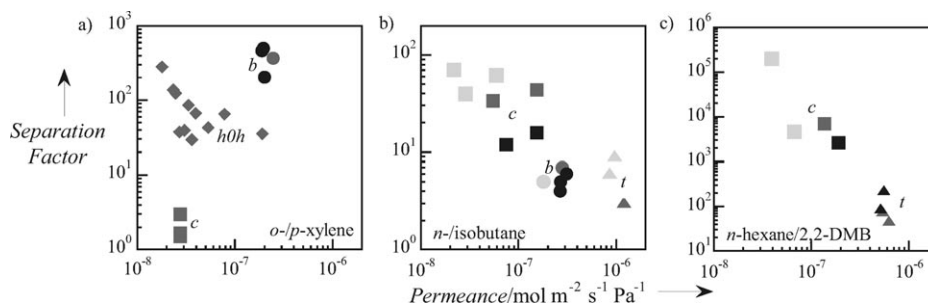 a)
b)
c)
10³
10²
10¹
10⁰
b
h0h
c
o-/p-xylene
10⁻⁸
10⁻⁷
10⁻⁶
10²
10¹
10⁰
c
b
t
n-/isobutane
10⁻⁸
10⁻⁷
10⁻⁶
10⁶
10⁵
10⁴
10³
10²
10¹
c
t
n-hexane/2,2-DMB
10⁻⁸
10⁻⁷
10⁻⁶
Separation
Factor
Permeance/mol m⁻² s⁻¹ Pa⁻¹